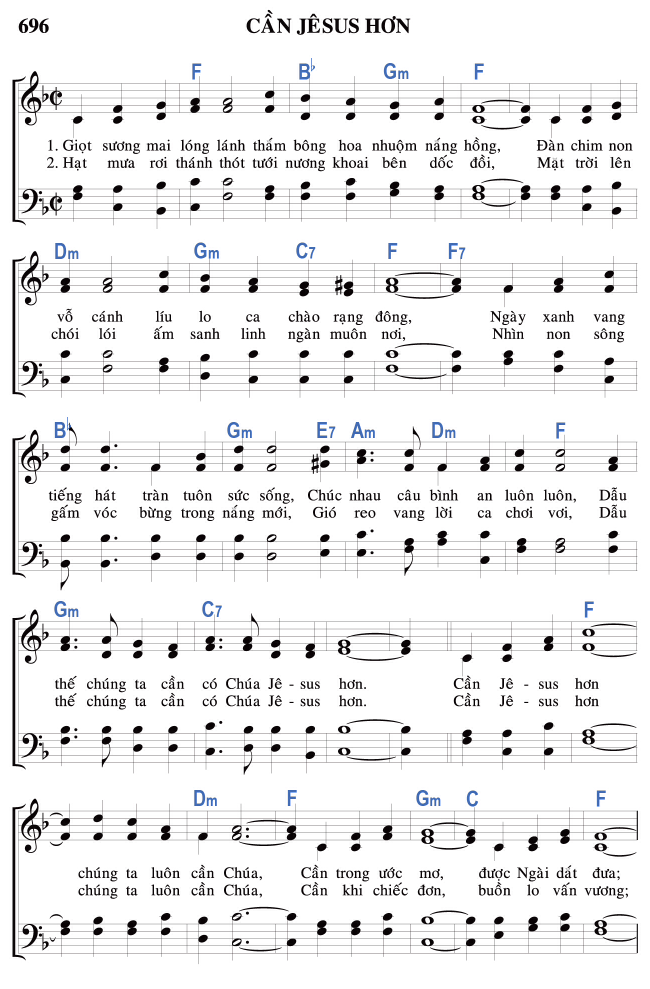 696 CẦN JÊSUS HƠN
F B♭ Gm F
1. Giọt sương mai lóng lánh thắm bông hoa nhuộm nắng hồng, Đàn chim non
2. Hạt mưa rơi thánh thót tưới nương khoai bên dốc đồi, Mặt trời lên
Dm Gm C7 F F7
vỗ cánh líu lo ca chào rạng đông, Ngày xanh vang
chói lói ấm sanh linh ngàn muôn nơi, Nhìn non sông
B♭ Gm E7 Am Dm F
tiếng hát tràn tuôn sức sống, Chúc nhau câu bình an luôn luôn, Dẫu
gấm vóc bừng trong nắng mới, Gió reo vang lời ca chơi vơi, Dẫu
Gm C7 F
thế chúng ta cần có Chúa Jê - sus hơn. Cần Jê - sus hơn
thế chúng ta cần có Chúa Jê - sus hơn. Cần Jê - sus hơn
Dm F Gm C F
chúng ta luôn cần Chúa, Cần trong ước mơ, được Ngài dắt đưa;
chúng ta luôn cần Chúa, Cần khi chiếc đơn, buồn lo vấn vương;